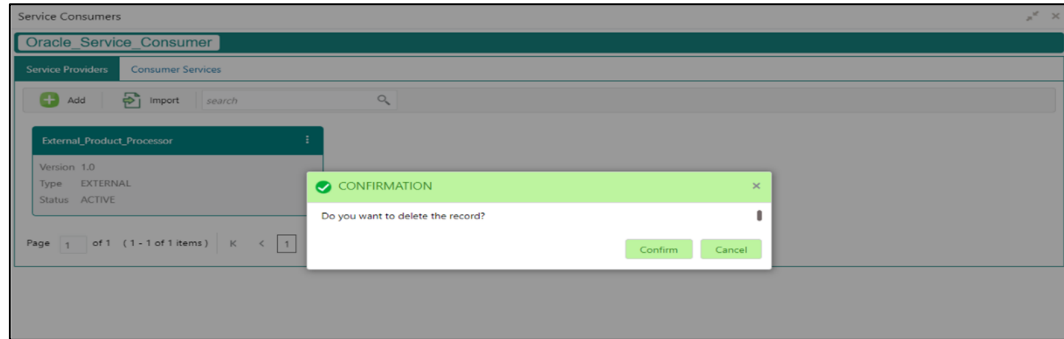 Service Consumers
Oracle_Service_Consumer
Service Providers Consumer Services
Add Import search
External_Product_Processor
Version 1.0
Type EXTERNAL
Status ACTIVE
CONFIRMATION
Do you want to delete the record?
Confirm Cancel
Page 1 of 1 (1 - 1 of 1 items) K < 1